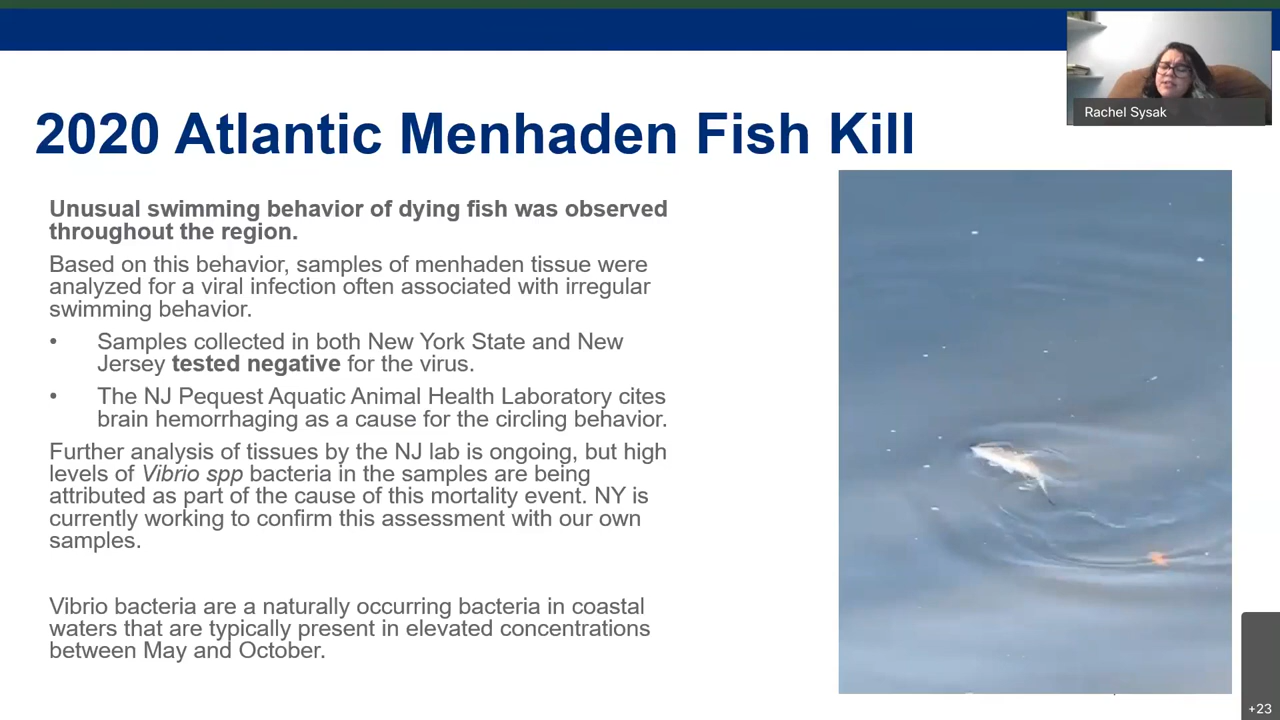 Rachel Sysak
2020 Atlantic Menhaden Fish Kill
Unusual swimming behavior of dying fish was observed
throughout the region.
Based on this behavior, samples of menhaden tissue were
analyzed for a viral infection often associated with irregular
swimming behavior.
• Samples collected in both New York State and New
Jersey tested negative for the virus.
• The NJ Pequest Aquatic Animal Health Laboratory cites
brain hemorrhaging as a cause for the circling behavior.
Further analysis of tissues by the NJ lab is ongoing, but high
levels of Vibrio spp bacteria in the samples are being
attributed as part of the cause of this mortality event. NY is
currently working to confirm this assessment with our own
samples.
Vibrio bacteria are a naturally occurring bacteria in coastal
waters that are typically present in elevated concentrations
between May and October.
+23